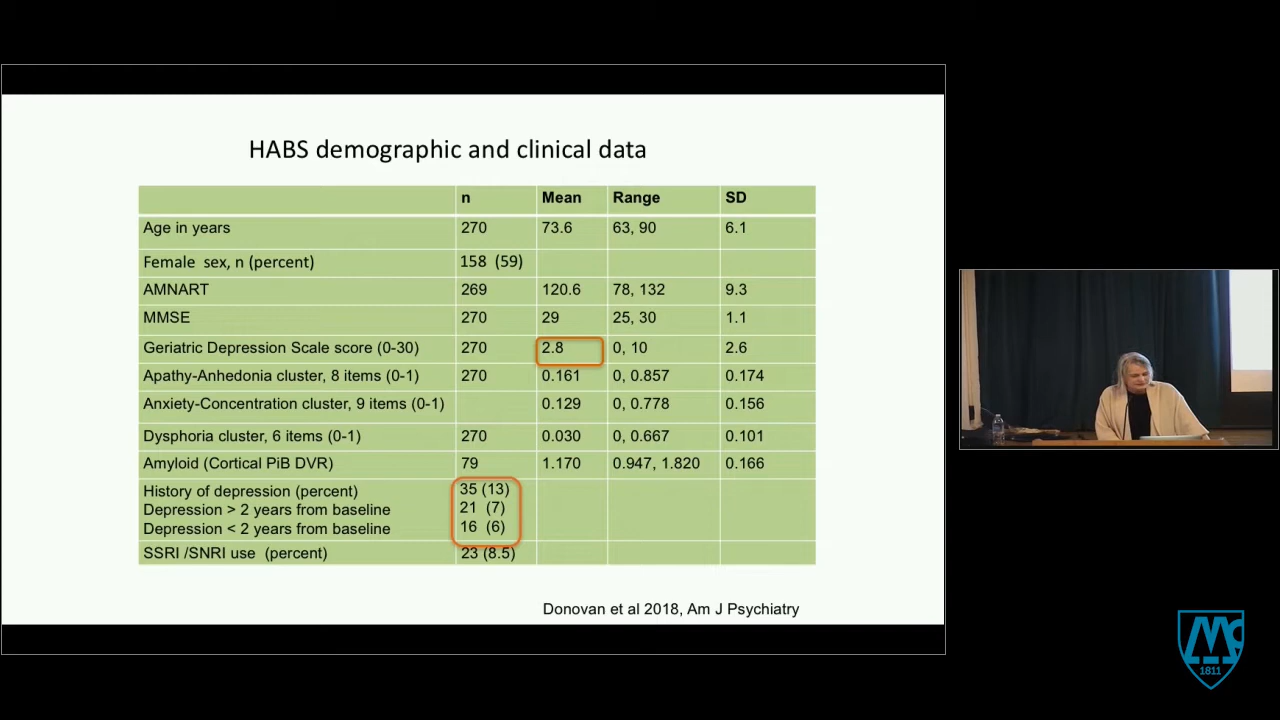 HABS demographic and clinical data
n Mean Range SD
Age in years 270 73.6 63, 90 6.1
Female sex, n (percent) 158 (59)
AMNART 269 120.6 78, 132 9.3
MMSE 270 29 25, 30 1.1
Geriatric Depression Scale score (0-30) 270 2.8 0, 10 2.6
Apathy-Anhedonia cluster, 8 items (0-1) 270 0.161 0, 0.857 0.174
Anxiety-Concentration cluster, 9 items (0-1) 0.129 0, 0.778 0.156
Dysphoria cluster, 6 items (0-1) 270 0.030 0, 0.667 0.101
Amyloid (Cortical PiB DVR) 79 1.170 0.947, 1.820 0.166
History of depression (percent) 35 (13)
Depression > 2 years from baseline 21 (7)
Depression < 2 years from baseline 16 (6)
SSRI /SNRI use (percent) 23 (8.5)
Donovan et al 2018, Am J Psychiatry
1811